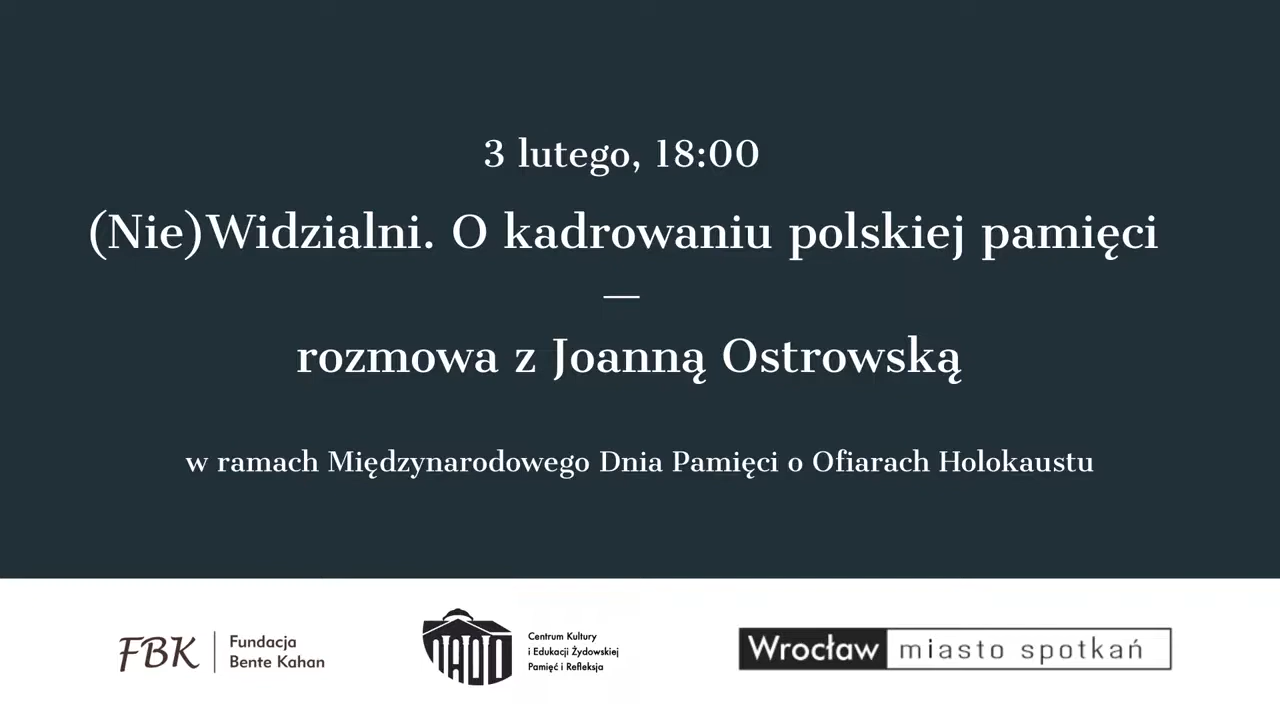 3 lutego, 18:00
(Nie)Widzialni. O kadrowaniu polskiej pamięci
—
rozmowa z Joanną Ostrowską
w ramach Międzynarodowego Dnia Pamięci o Ofiarach Holokaustu
FBK
Fundacja
Bente Kahan
Centrum Kultury
i Edukacji Żydowskiej
Pamięć i Refleksja
Wrocław miasto spotkań